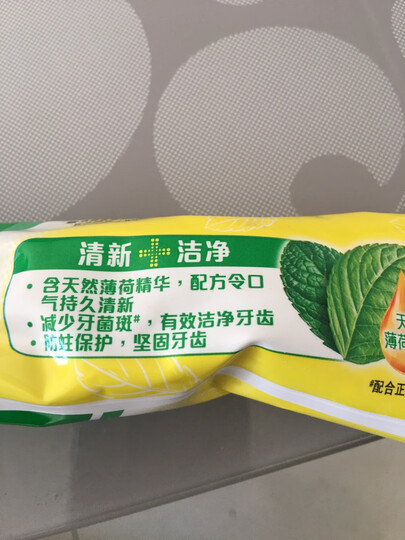 清新+洁净
• 含天然薄荷精华，配方令口
气持久清新
• 减少牙菌斑#，有效洁净牙齿
• 防蛀保护，坚固牙齿
天
薄荷
#配合正